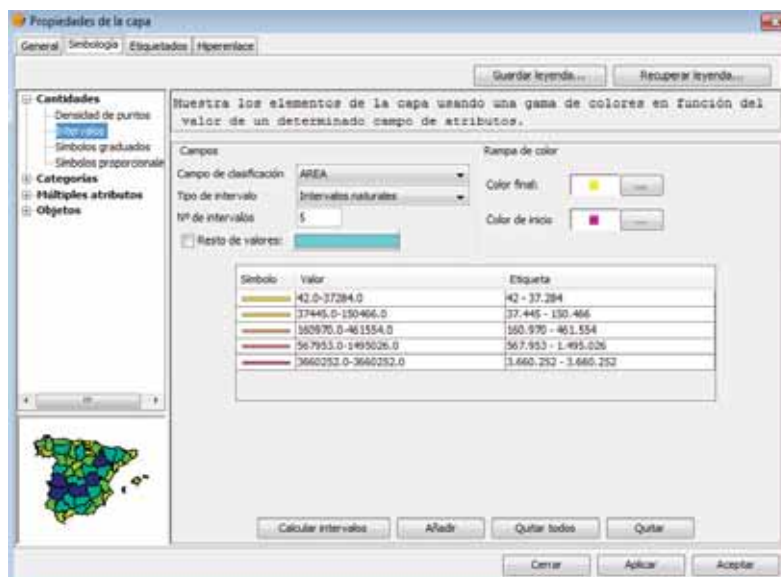 Propiedades de la capa
General Simbología Etiquetados Hiperenlace
Guardar leyenda... Recuperar leyenda...
Cantidades
Densidad de puntos
Intervalos
Símbolos graduados
Símbolos proporcionale
Categorías
Múltiples atributos
Objetos
Muestra los elementos de la capa usando una gama de colores en función del
valor de un determinado campo de atributos.
Campos
Campo de clasificación AREA
Tipo de intervalo Intervalos naturales
Nº de intervalos 5
Resto de valores:
Rampa de color
Color final: ...
Color de inicio ...
Símbolo Valor Etiqueta
42.0-37284.0 42 - 37.284
37445.0-150466.0 37.445 - 150.466
160970.0-461554.0 160.970 - 461.554
567953.0-1495026.0 567.953 - 1.495.026
3660252.0-3660252.0 3.660.252 - 3.660.252
Calcular intervalos Añadir Quitar todos Quitar
Cerrar Aplicar Aceptar